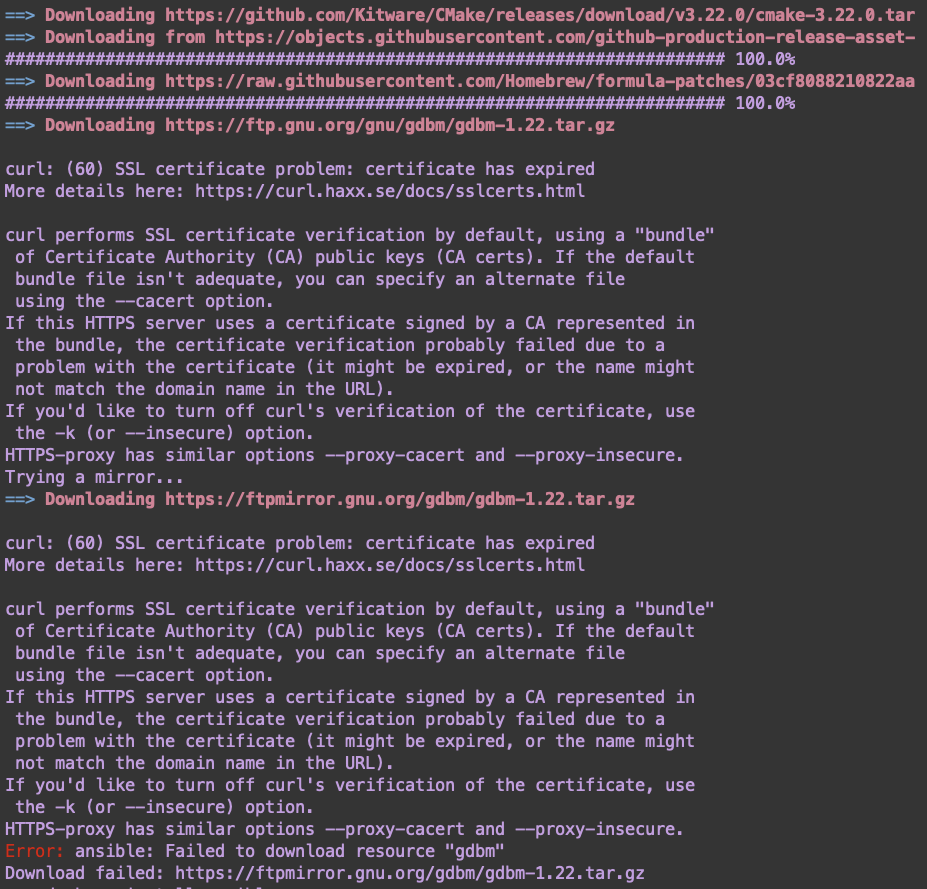 ==> Downloading https://github.com/Kitware/CMake/releases/download/v3.22.0/cmake-3.22.0.tar
==> Downloading from https://objects.githubusercontent.com/github-production-release-asset-
######################################################################## 100.0%
==> Downloading https://raw.githubusercontent.com/Homebrew/formula-patches/03cf8088210822aa
######################################################################## 100.0%
==> Downloading https://ftp.gnu.org/gnu/gdbm/gdbm-1.22.tar.gz
curl: (60) SSL certificate problem: certificate has expired
More details here: https://curl.haxx.se/docs/sslcerts.html
curl performs SSL certificate verification by default, using a "bundle"
of Certificate Authority (CA) public keys (CA certs). If the default
bundle file isn't adequate, you can specify an alternate file
using the --cacert option.
If this HTTPS server uses a certificate signed by a CA represented in
the bundle, the certificate verification probably failed due to a
problem with the certificate (it might be expired, or the name might
not match the domain name in the URL).
If you'd like to turn off curl's verification of the certificate, use
the -k (or --insecure) option.
HTTPS-proxy has similar options --proxy-cacert and --proxy-insecure.
Trying a mirror...
==> Downloading https://ftpmirror.gnu.org/gdbm/gdbm-1.22.tar.gz
curl: (60) SSL certificate problem: certificate has expired
More details here: https://curl.haxx.se/docs/sslcerts.html
curl performs SSL certificate verification by default, using a "bundle"
of Certificate Authority (CA) public keys (CA certs). If the default
bundle file isn't adequate, you can specify an alternate file
using the --cacert option.
If this HTTPS server uses a certificate signed by a CA represented in
the bundle, the certificate verification probably failed due to a
problem with the certificate (it might be expired, or the name might
not match the domain name in the URL).
If you'd like to turn off curl's verification of the certificate, use
the -k (or --insecure) option.
HTTPS-proxy has similar options --proxy-cacert and --proxy-insecure.
Error: ansible: Failed to download resource "gdbm"
Download failed: https://ftpmirror.gnu.org/gdbm/gdbm-1.22.tar.gz